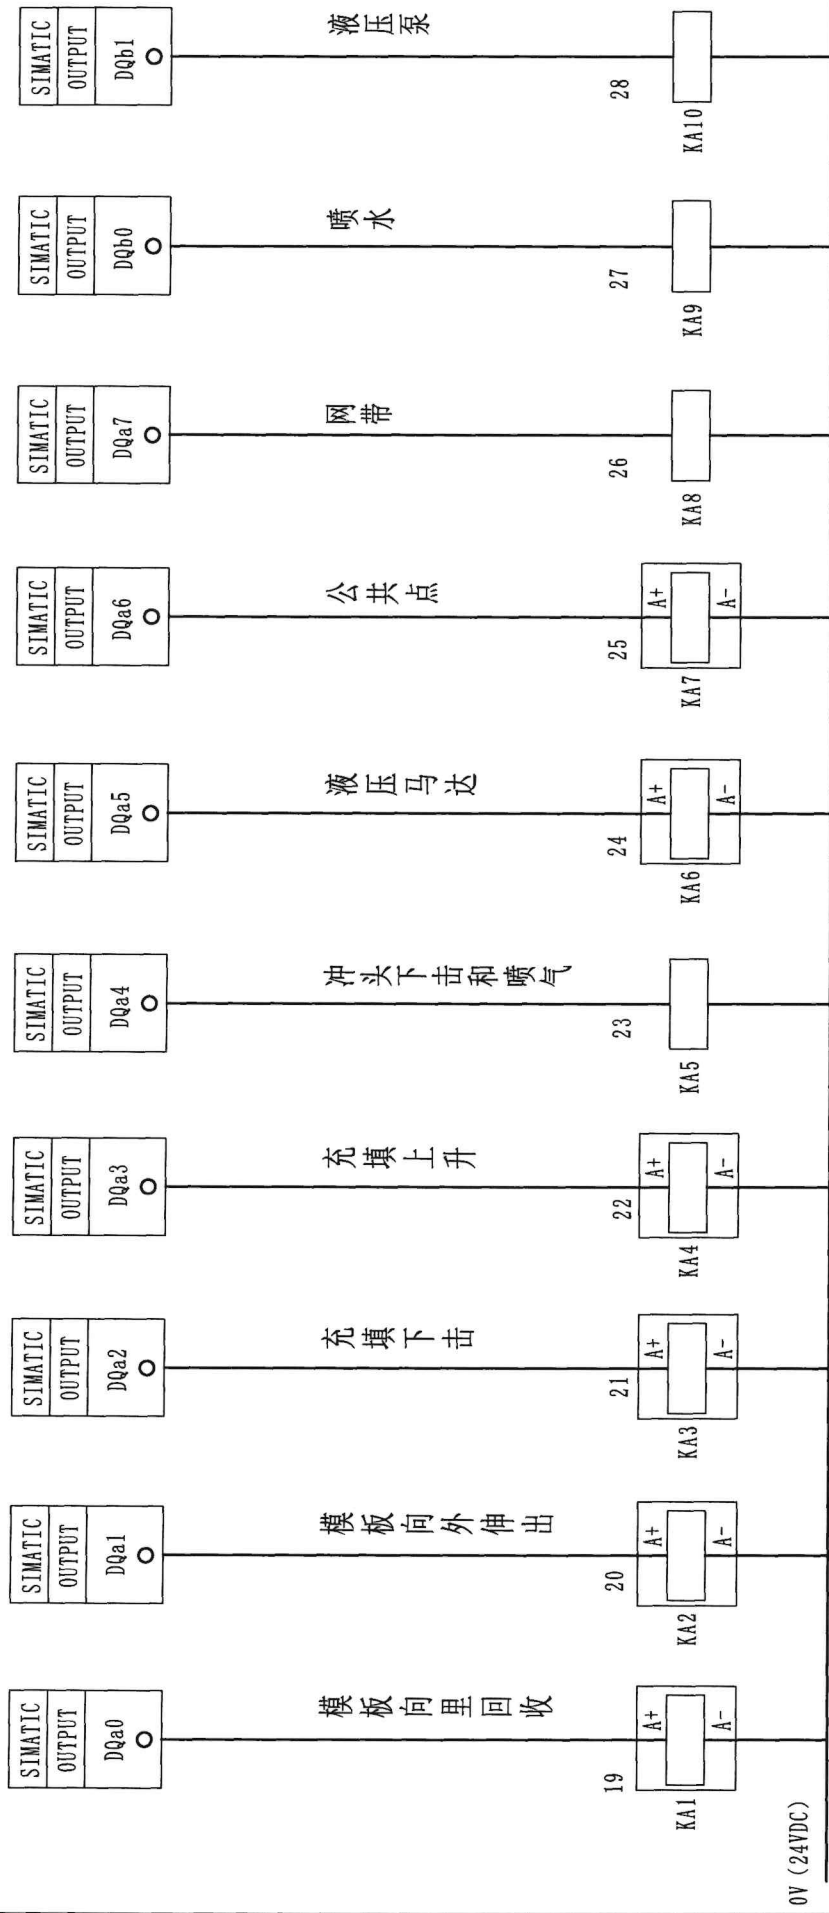 SIMATIC
OUTPUT
DQa0
模板向里回收
19
A+
A-
KA1
SIMATIC
OUTPUT
DQa1
模板向外伸出
20
A+
A-
KA2
SIMATIC
OUTPUT
DQa2
充填下击
21
A+
A-
KA3
SIMATIC
OUTPUT
DQa3
充填上升
22
A+
A-
KA4
SIMATIC
OUTPUT
DQa4
冲头下击和喷气
23
KA5
SIMATIC
OUTPUT
DQa5
液压马达
24
A+
A-
KA6
SIMATIC
OUTPUT
DQa6
公共点
25
A+
A-
KA7
SIMATIC
OUTPUT
DQa7
网带
26
KA8
SIMATIC
OUTPUT
DQb0
喷水
27
KA9
SIMATIC
OUTPUT
DQb1
液压泵
28
KA10
0V(24VDC)